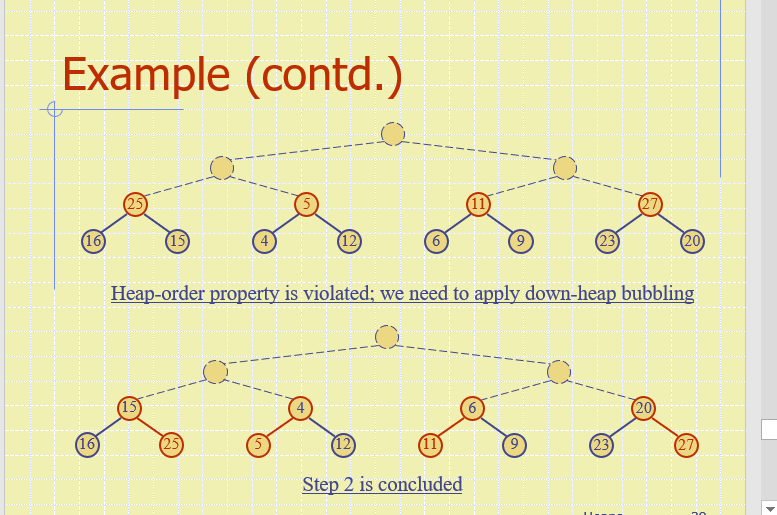 Example (contd.)
25 5 11 27
16 15 4 12 6 9 23 20
Heap-order property is violated; we need to apply down-heap bubbling
15 4 6 20
16 25 5 12 11 9 23 27
Step 2 is concluded